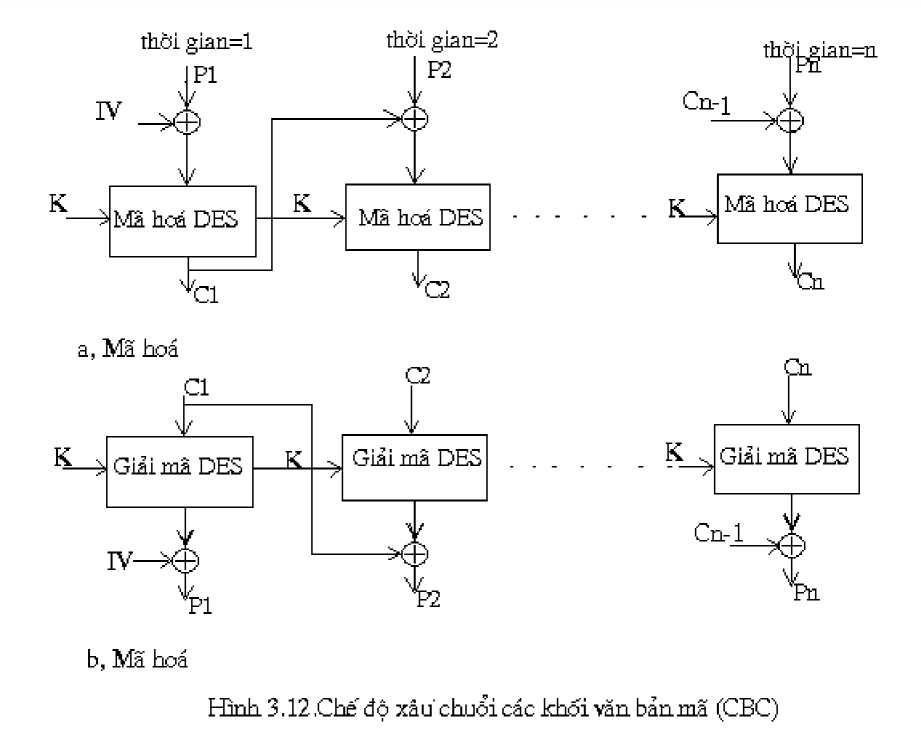 thời gian=1
thời gian=2
thời gian=n
P1
P2
Pn
IV
Cn-1
K
Mã hoá DES
K
Mã hoá DES
. . . . . .
K
Mã hoá DES
C1
C2
Cn
a, Mã hoá
C1
C2
Cn
K
Giải mã DES
K
Giải mã DES
. . . . . .
K
Giải mã DES
IV
Cn-1
P1
P2
Pn
b, Mã hoá
Hình 3.12.Chế độ xâu chuỗi các khối văn bản mã (CBC)